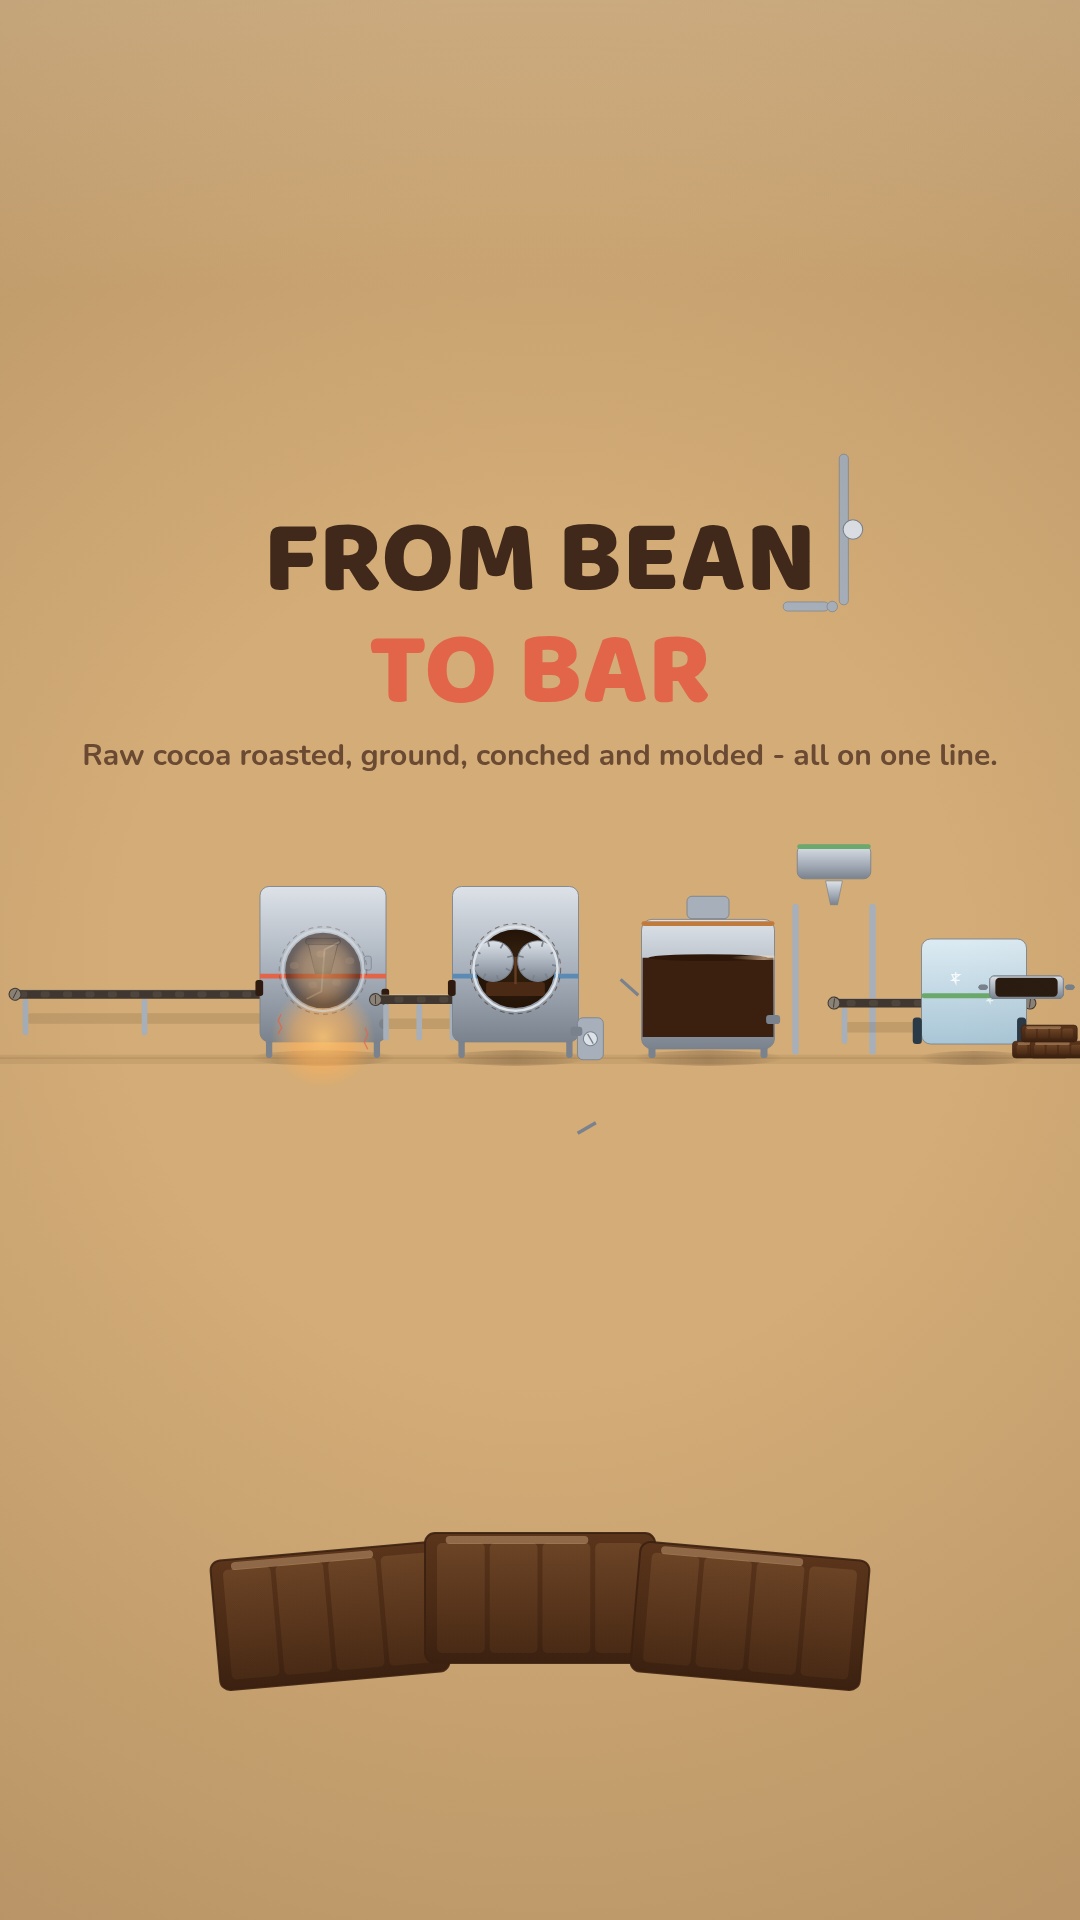 FROM BEAN
TO BAR
Raw cocoa roasted, ground, conched and molded - all on one line.